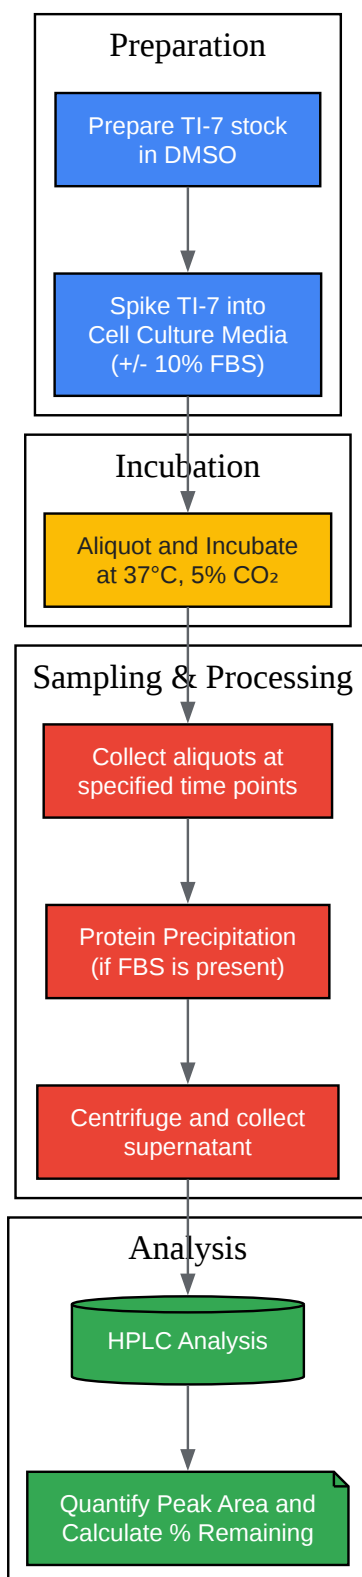 Preparation
Prepare TI-7 stock
in DMSO
Spike TI-7 into
Cell Culture Media
(+/- 10% FBS)
Incubation
Aliquot and Incubate
at 37°C, 5% CO₂
Sampling & Processing
Collect aliquots at
specified time points
Protein Precipitation
(if FBS is present)
Centrifuge and collect
supernatant
Analysis
HPLC Analysis
Quantify Peak Area and
Calculate % Remaining